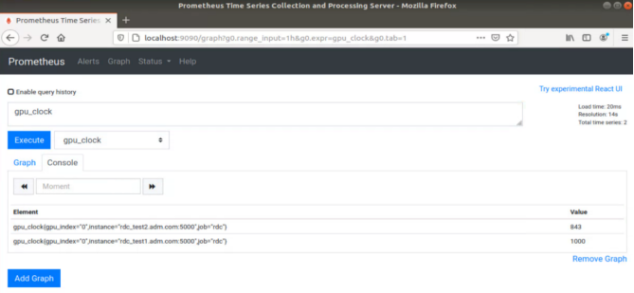 Prometheus Time Series Collection and Processing Server - Mozilla Firefox
Prometheus Time Series
localhost:9090/graph?g0.range_input=1h&g0.expr=gpu_clock&g0.tab=1
Prometheus Alerts Graph Status Help
Enable query history
Try experimental React UI
gpu_clock
Load time: 20ms
Resolution: 14s
Total time series: 2
Execute gpu_clock
Graph Console
Moment
Element Value
gpu_clock{gpu_index="0",instance="rdc_test2.adm.com:5000",job="rdc"} 843
gpu_clock{gpu_index="0",instance="rdc_test1.adm.com:5000",job="rdc"} 1000
Remove Graph
Add Graph